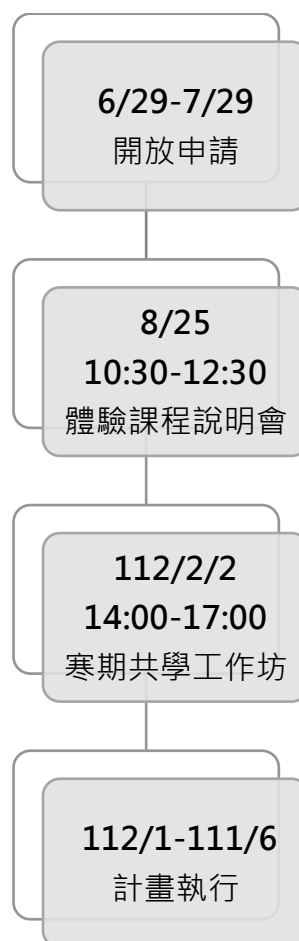 6/29-7/29
開放申請
8/25
10:30-12:30
體驗課程說明會
112/2/2
14:00-17:00
寒期共學工作坊
112/1-111/6
計畫執行